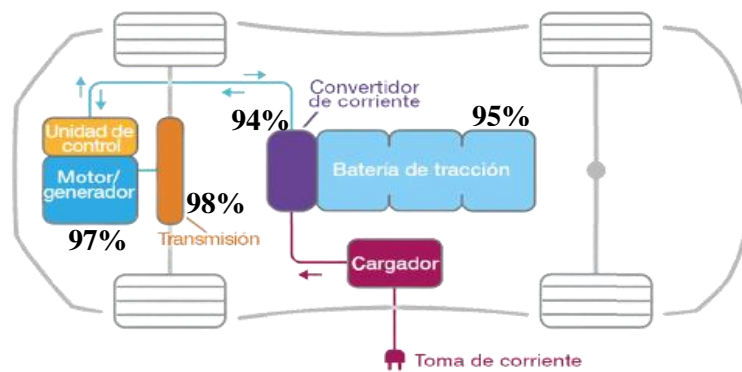 Convertidor
de corriente
94%
95%
Unidad de
control
Motor/
generador
Batería de tracción
98%
97%
Transmisión
Cargador
Toma de corriente